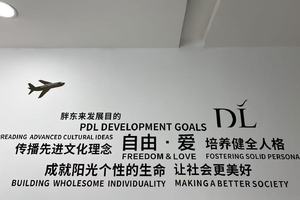 胖东来发展目的
PDL DEVELOPMENT GOALS
DL
READING ADVANCED CULTURAL IDEAS
传播先进文化理念
自由·爱
FREEDOM & LOVE
培养健全人格
FOSTERING SOLID PERSONA
成就阳光个性的生命 让社会更美好
BUILDING WHOLESOME INDIVIDUALITY MAKING A BETTER SOCIETY